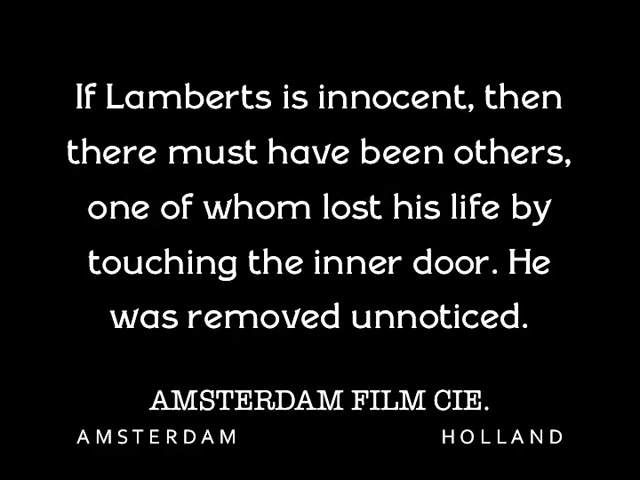 If Lamberts is innocent, then
there must have been others,
one of whom lost his life by
touching the inner door. He
was removed unnoticed.
AMSTERDAM FILM CIE.
AMSTERDAM HOLLAND